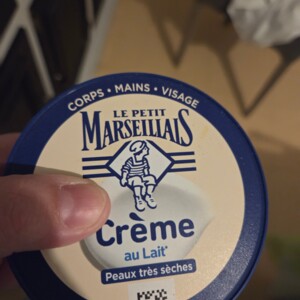 CORPS • MAINS • VISAGE
LE PETIT
MARSEILLAIS
Crème
au Lait*
Peaux très sèches